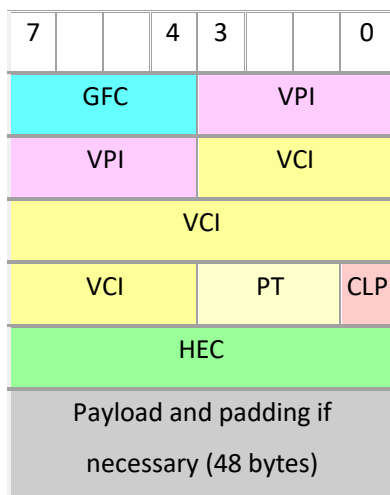 7 4 3 0
GFC VPI
VPI VCI
VCI
VCI PT CLP
HEC
Payload and padding if
necessary (48 bytes)